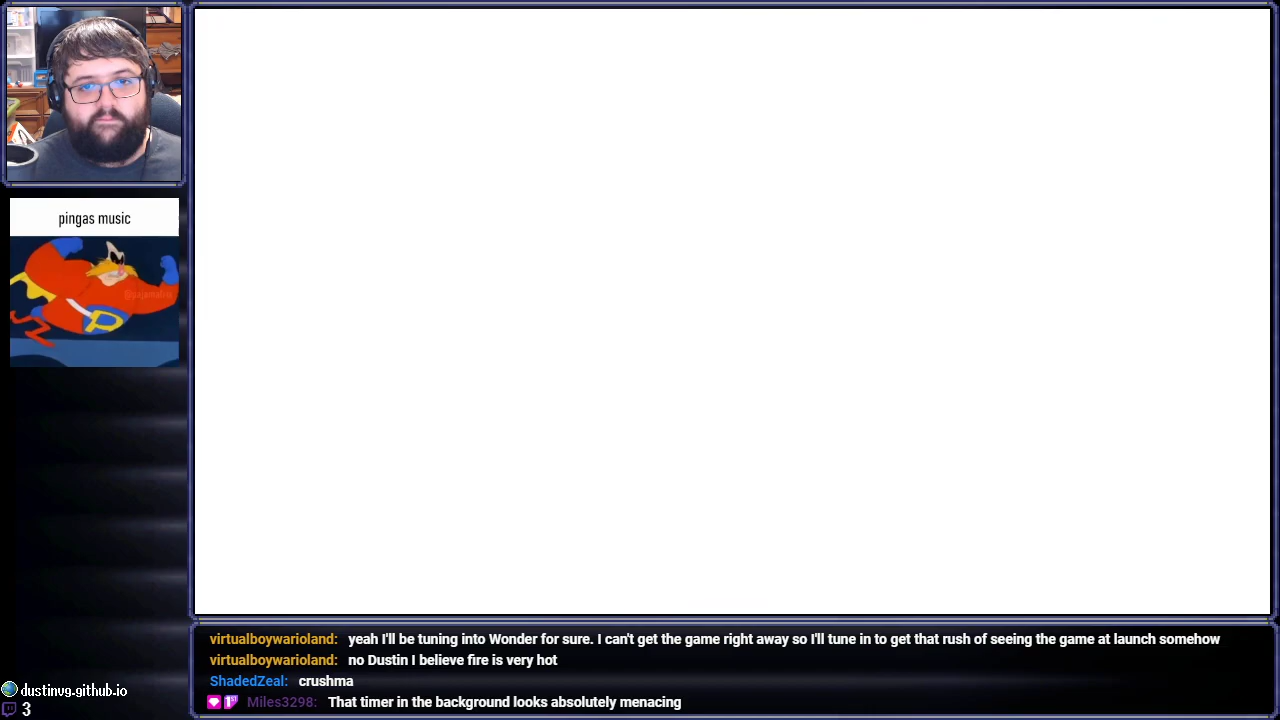 pingas music
virtualboywarioland: yeah I'll be tuning into Wonder for sure. I can't get the game right away so I'll tune in to get that rush of seeing the game at launch somehow
virtualboywarioland: no Dustin I believe fire is very hot
ShadedZeal: crushma
1ST Miles3298: That timer in the background looks absolutely menacing
dustinvg.github.io
3